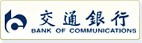 交通銀行
BANK OF COMMUNICATIONS